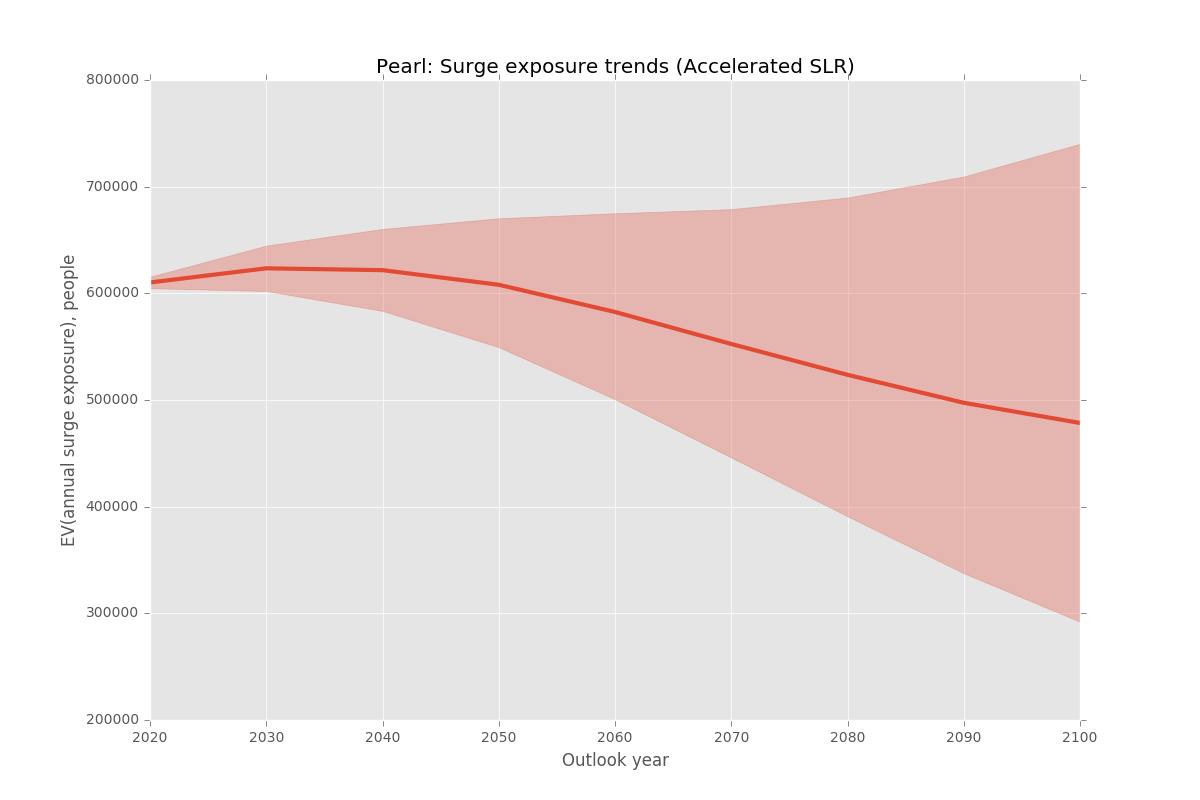 Pearl: Surge exposure trends (Accelerated SLR)
800000
700000
600000
500000
400000
300000
200000
EV(annual surge exposure), people
2020 2030 2040 2050 2060 2070 2080 2090 2100
Outlook year